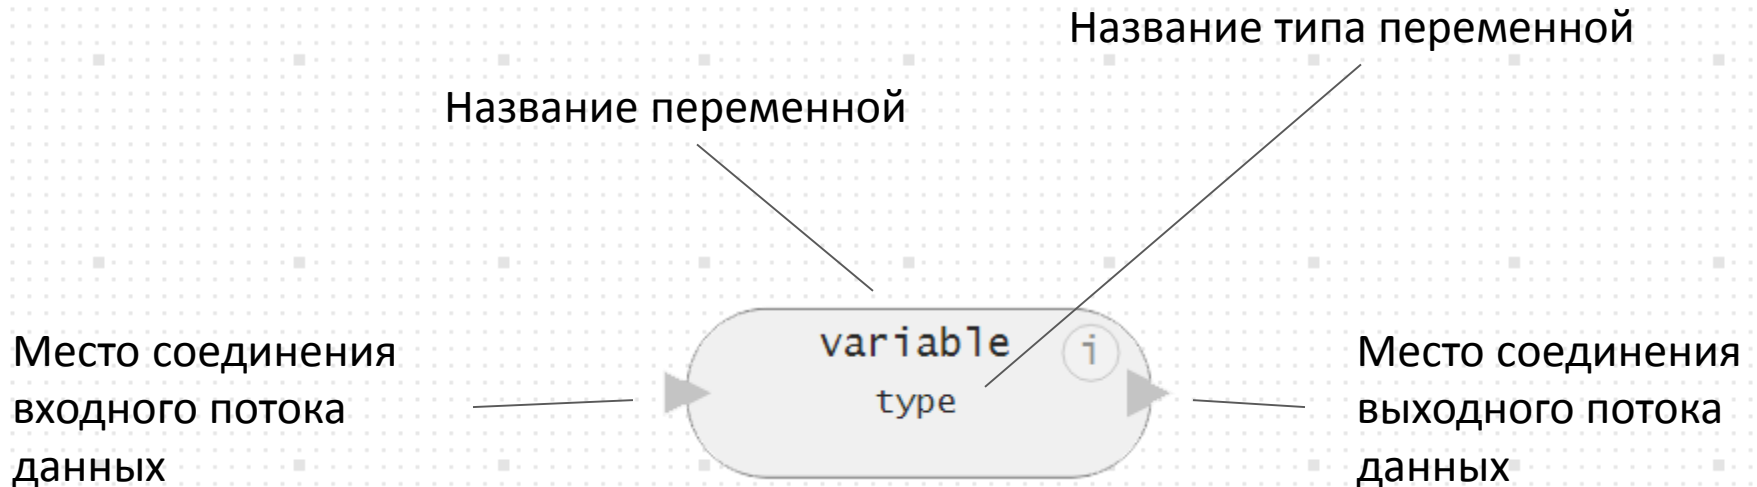 Название типа переменной
Название переменной
variable
i
type
Место соединения
входного потока
данных
Место соединения
выходного потока
данных